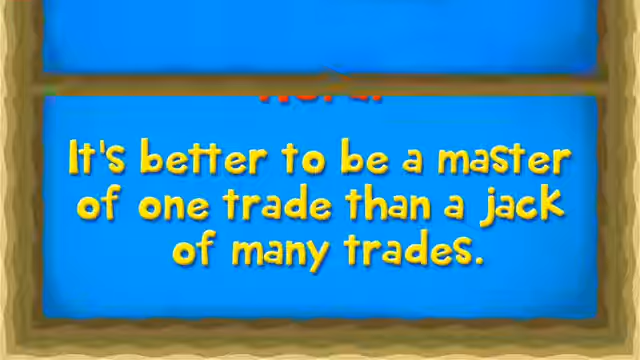 It's better to be a master
of one trade than a jack
of many trades.